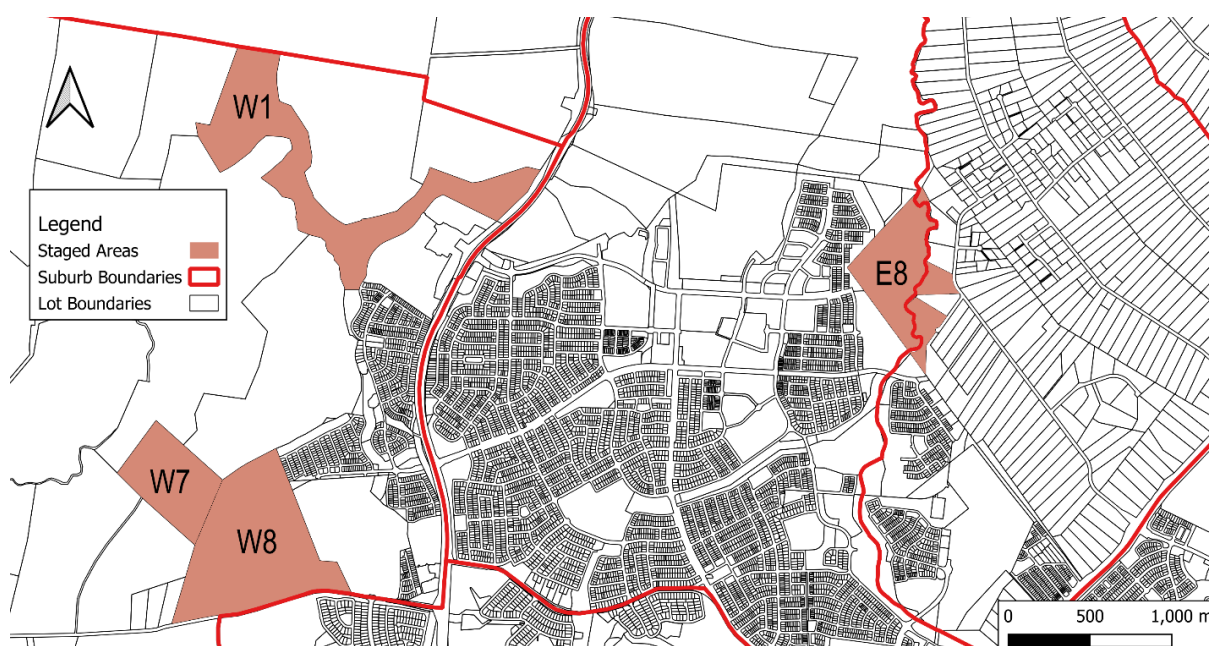 W1
Legend
Staged Areas
Suburb Boundaries
Lot Boundaries
E8
W7
W8
0 500 1,000 m